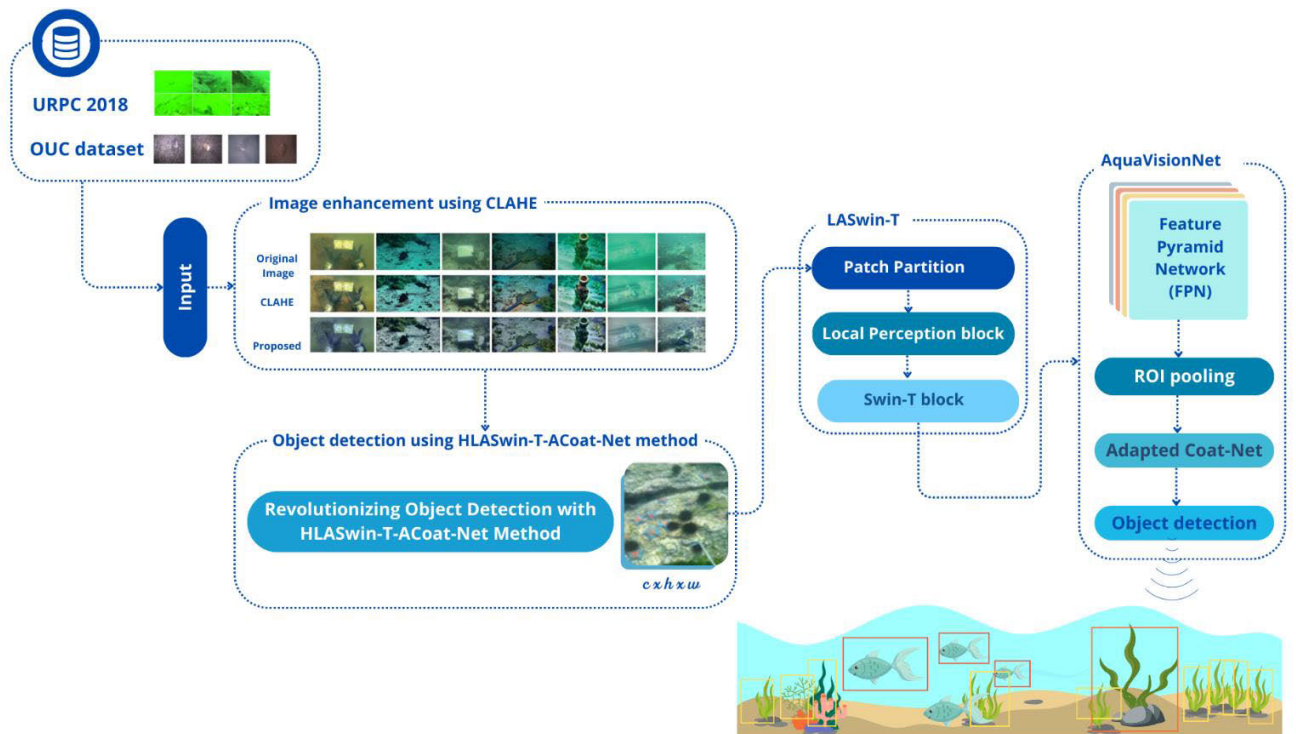 URPC 2018
OUC dataset
Input
Image enhancement using CLAHE
Original
Image
CLAHE
Proposed
Object detection using HLASwin-T-ACoat-Net method
Revolutionizing Object Detection with
HLASwin-T-ACoat-Net Method
c x h x w
LASwin-T
Patch Partition
Local Perception block
Swin-T block
AquaVisionNet
Feature
Pyramid
Network
(FPN)
ROI pooling
Adapted Coat-Net
Object detection